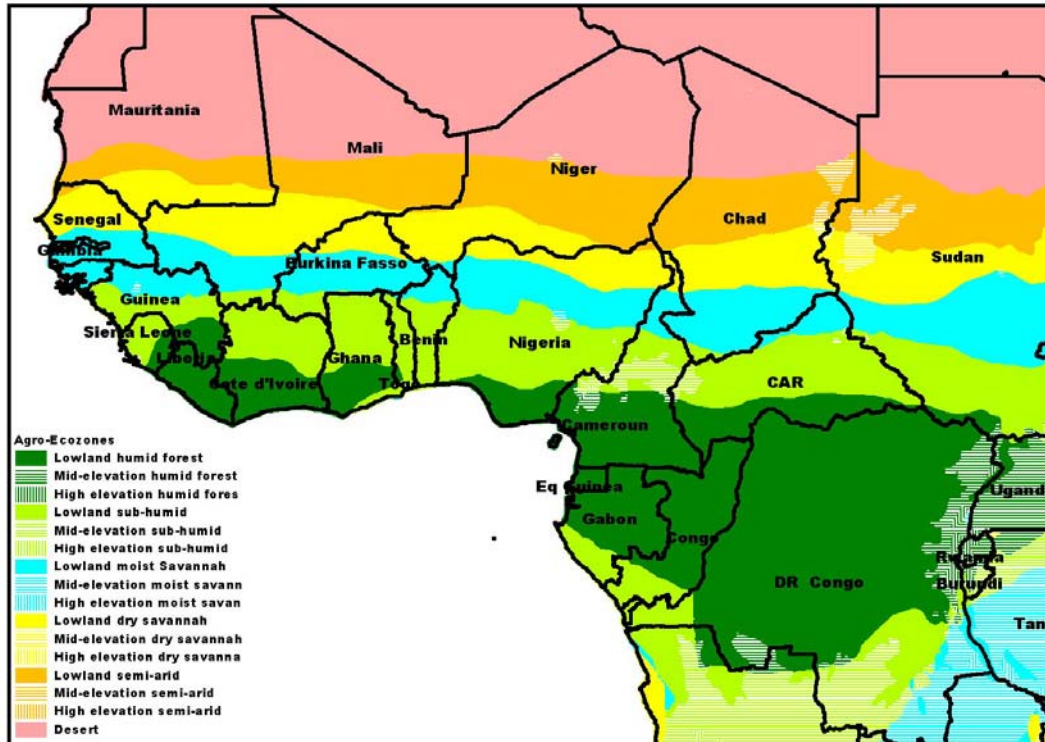 Mauritania
Mali
Niger
Chad
Senegal
Sudan
Gambia
Burkina Fasso
Guinea
Sierra Leone
Benin
Nigeria
Liberia
Ghana
Cote d'Ivoire
Togo
CAR
Cameroun
Agro-Ecozones
Lowland humid forest
Mid-elevation humid forest
High elevation humid fores
Lowland sub-humid
Mid-elevation sub-humid
High elevation sub-humid
Lowland moist Savannah
Mid-elevation moist savann
High elevation moist savan
Lowland dry savannah
Mid-elevation dry savannah
High elevation dry savanna
Lowland semi-arid
Mid-elevation semi-arid
High elevation semi-arid
Desert
Eq Guinea
Ugand
Gabon
Congo
Rwanda
DR Congo
Burundi
Tan